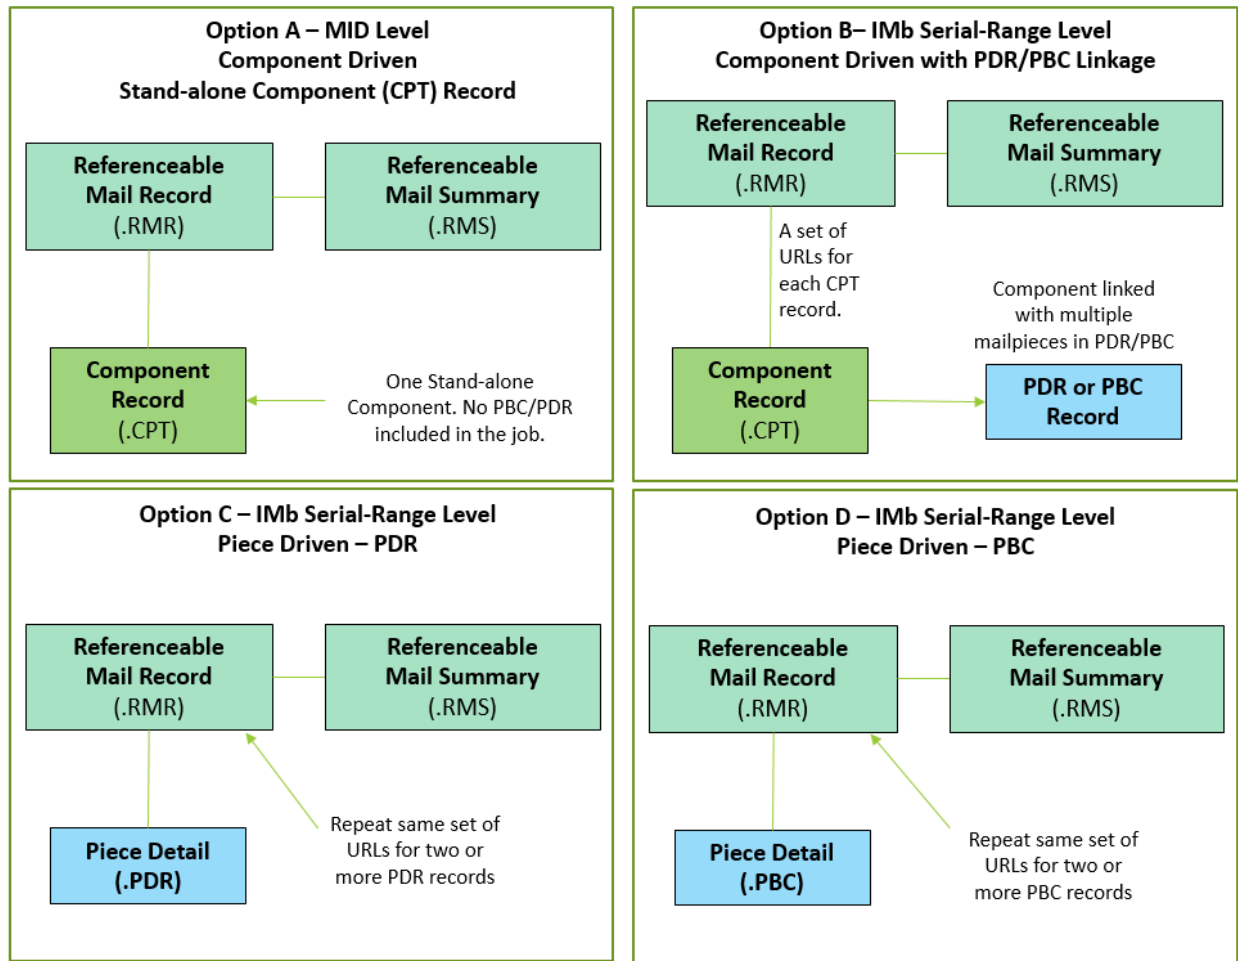 Option A – MID Level
Component Driven
Stand-alone Component (CPT) Record
Referenceable
Mail Record
(.RMR)
Referenceable
Mail Summary
(.RMS)
Component
Record
(.CPT)
One Stand-alone
Component. No PBC/PDR
included in the job.
Option B– IMb Serial-Range Level
Component Driven with PDR/PBC Linkage
Referenceable
Mail Record
(.RMR)
Referenceable
Mail Summary
(.RMS)
A set of
URLs for
each CPT
record.
Component linked
with multiple
mailpieces in PDR/PBC
Component
Record
(.CPT)
PDR or PBC
Record
Option C – IMb Serial-Range Level
Piece Driven – PDR
Referenceable
Mail Record
(.RMR)
Referenceable
Mail Summary
(.RMS)
Repeat same set of
URLs for two or
more PDR records
Piece Detail
(.PDR)
Option D – IMb Serial-Range Level
Piece Driven – PBC
Referenceable
Mail Record
(.RMR)
Referenceable
Mail Summary
(.RMS)
Piece Detail
(.PBC)
Repeat same set of
URLs for two or
more PBC records